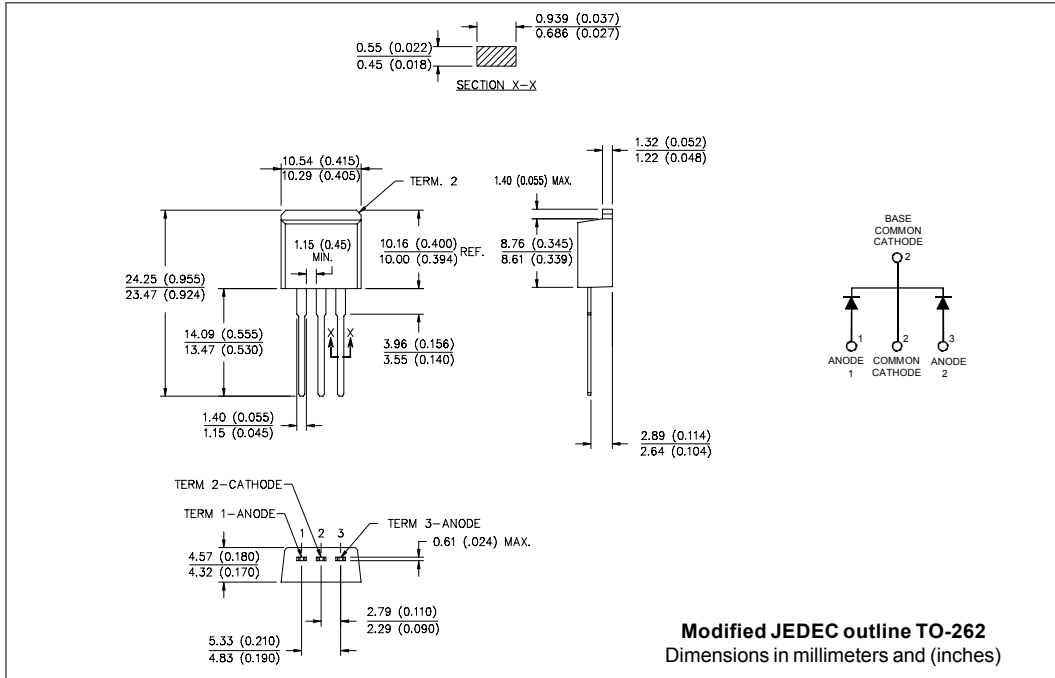 0.939 (0.037)
0.686 (0.027)
0.55 (0.022)
0.45 (0.018)
SECTION X-X
1.32 (0.052)
1.22 (0.048)
10.54 (0.415)
10.29 (0.405)
TERM. 2
1.40 (0.055) MAX.
1.15 (0.45)
MIN.
10.16 (0.400)
10.00 (0.394)
REF.
8.76 (0.345)
8.61 (0.339)
24.25 (0.955)
23.47 (0.924)
14.09 (0.555)
13.47 (0.530)
X X
3.96 (0.156)
3.55 (0.140)
1.40 (0.055)
1.15 (0.045)
2.89 (0.114)
2.64 (0.104)
BASE
COMMON
CATHODE
2
1 2 3
ANODE COMMON ANODE
1 CATHODE 2
TERM 2-CATHODE
TERM 1-ANODE
TERM 3-ANODE
1 2 3
0.61 (.024) MAX.
4.57 (0.180)
4.32 (0.170)
2.79 (0.110)
2.29 (0.090)
5.33 (0.210)
4.83 (0.190)
Modified JEDEC outline TO-262
Dimensions in millimeters and (inches)